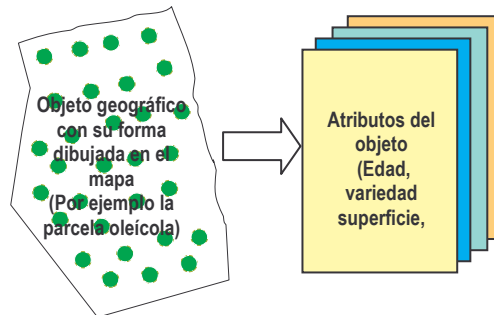 Objeto geográfico
con su forma
dibujada en el
mapa
(Por ejemplo la
parcela oleícola)
Atributos del
objeto
(Edad,
variedad
superficie,